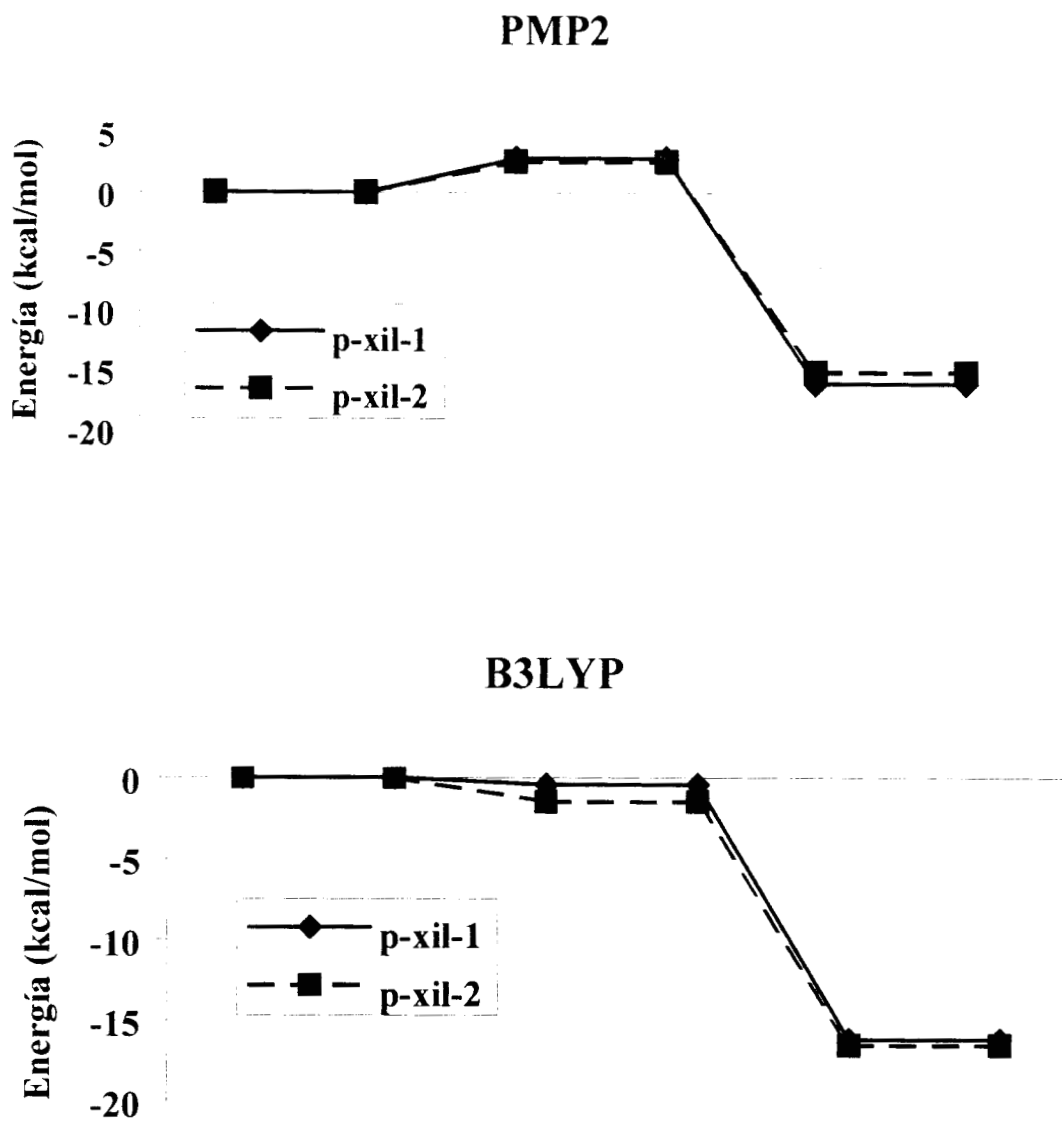 PMP2
Energía (kcal/mol)
5
0
-5
-10
-15
-20
p-xil-1
p-xil-2
B3LYP
Energía (kcal/mol)
0
-5
-10
-15
-20
p-xil-1
p-xil-2